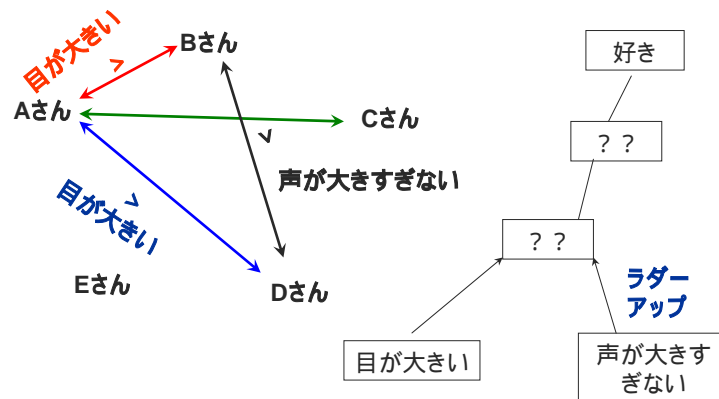 目が大きい
>
Bさん
Aさん
Cさん
>
声が大きすぎない
>
目が大きい
Eさん
Dさん
好き
？？
？？
ラダー
アップ
目が大きい
声が大きす
ぎない